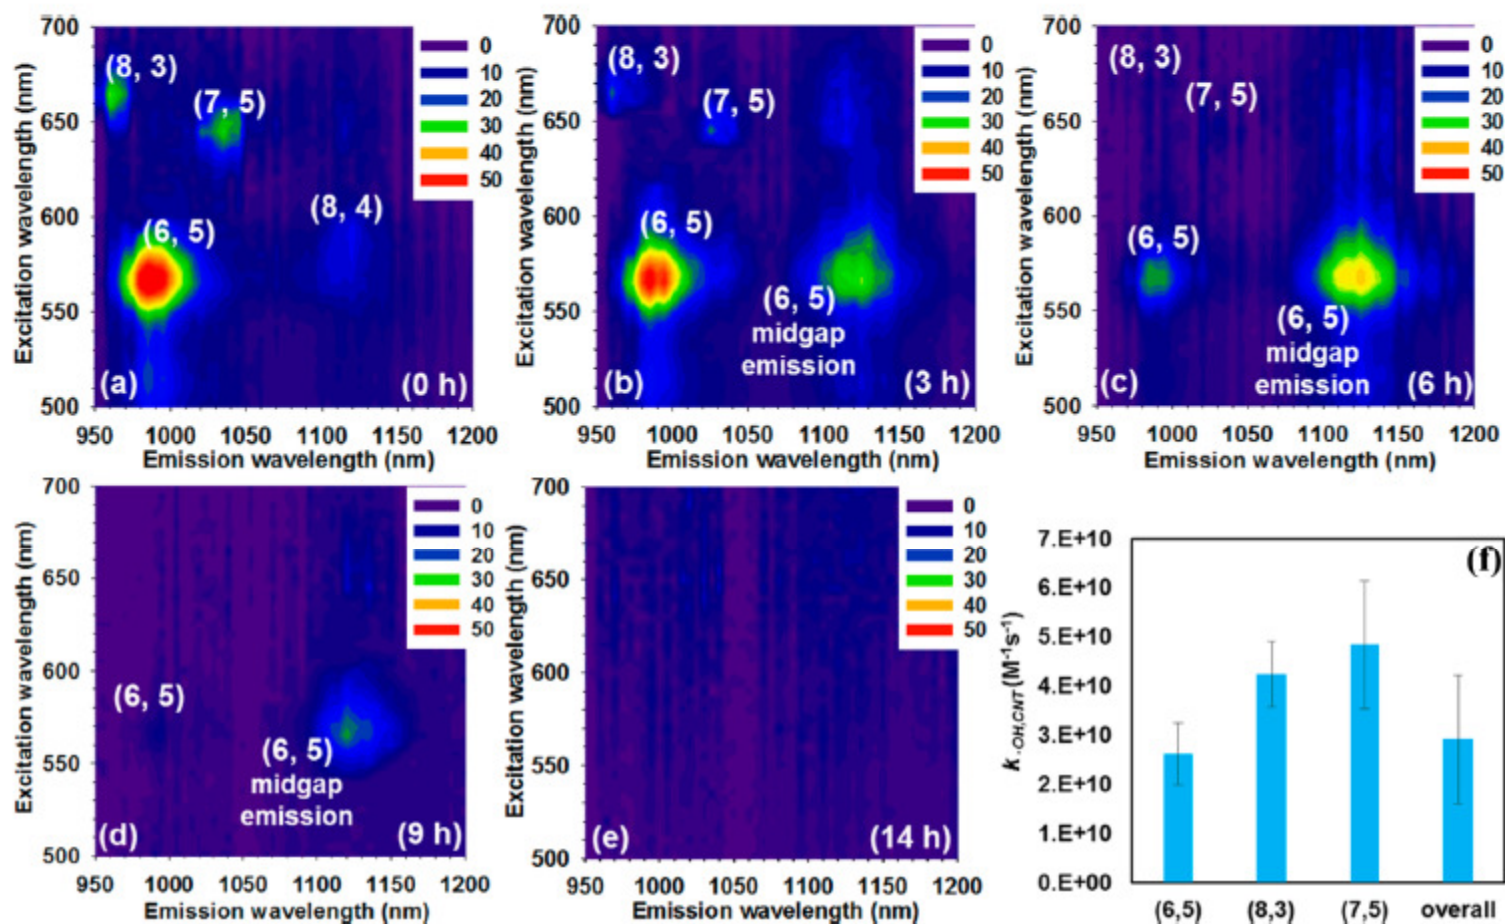 700
650
600
550
500
Excitation wavelength (nm)
(8, 3)
(7, 5)
(6, 5)
(8, 4)
0
10
20
30
40
50
(a)
(0 h)
950 1000 1050 1100 1150 1200
Emission wavelength (nm)
700
650
600
550
500
Excitation wavelength (nm)
(8, 3)
(7, 5)
(6, 5)
(6, 5)
midgap
emission
0
10
20
30
40
50
(b)
(3 h)
950 1000 1050 1100 1150 1200
Emission wavelength (nm)
700
650
600
550
500
Excitation wavelength (nm)
(8, 3)
(7, 5)
(6, 5)
(6, 5)
midgap
emission
0
10
20
30
40
50
(c)
(6 h)
950 1000 1050 1100 1150 1200
Emission wavelength (nm)
700
650
600
550
500
Excitation wavelength (nm)
(6, 5)
(6, 5)
midgap
emission
0
10
20
30
40
50
(d)
(9 h)
950 1000 1050 1100 1150 1200
Emission wavelength (nm)
700
650
600
550
500
Excitation wavelength (nm)
0
10
20
30
40
50
(e)
(14 h)
950 1000 1050 1100 1150 1200
Emission wavelength (nm)
7.E+10
6.E+10
5.E+10
4.E+10
3.E+10
2.E+10
1.E+10
0.E+00
k·OH,CNT (M-1s-1)
(f)
(6,5) (8,3) (7,5) overall